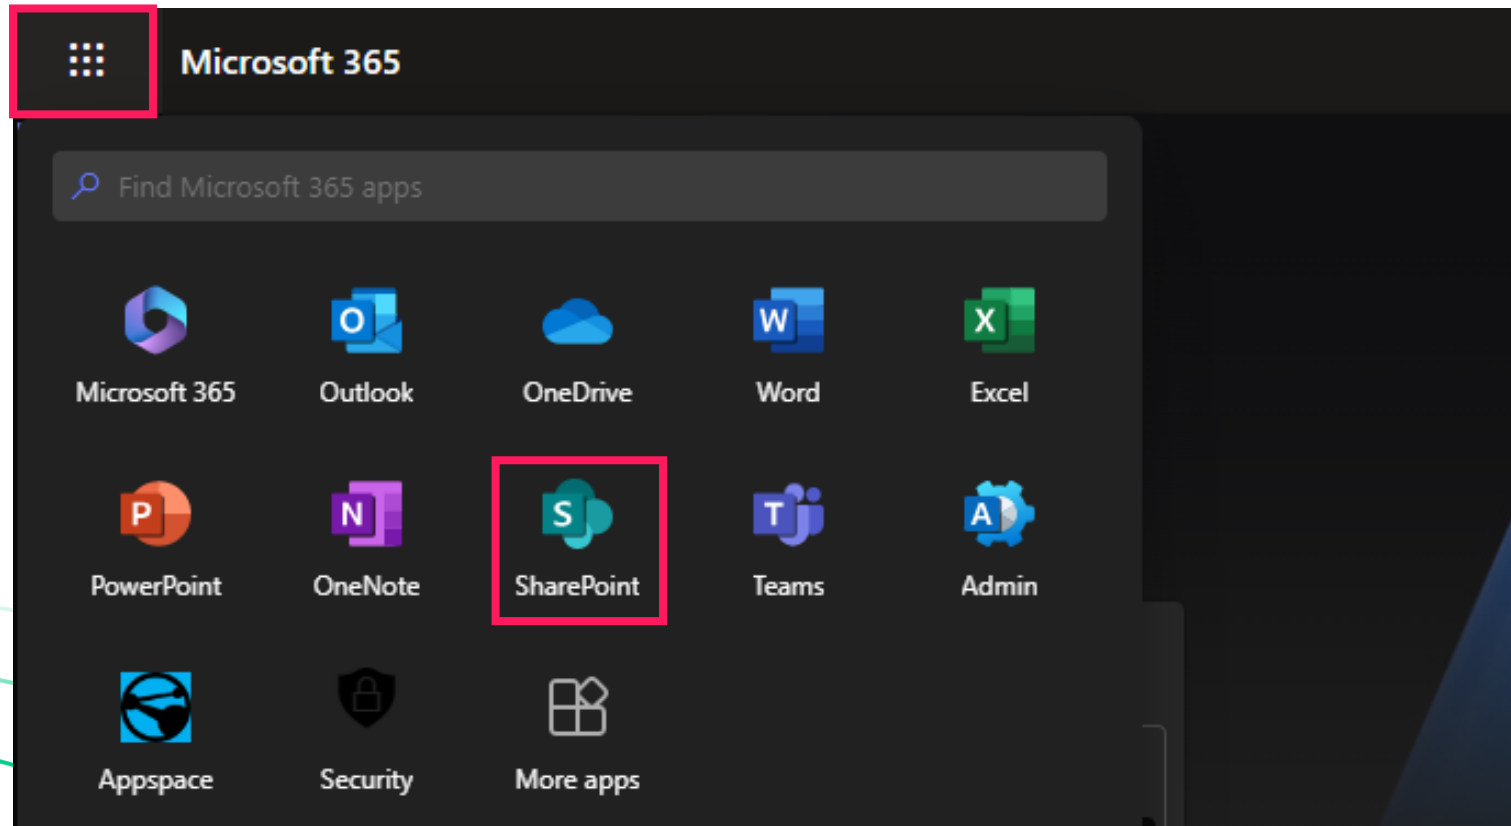 Microsoft 365
Find Microsoft 365 apps
Microsoft 365 Outlook OneDrive Word Excel
PowerPoint OneNote SharePoint Teams Admin
Appspace Security More apps